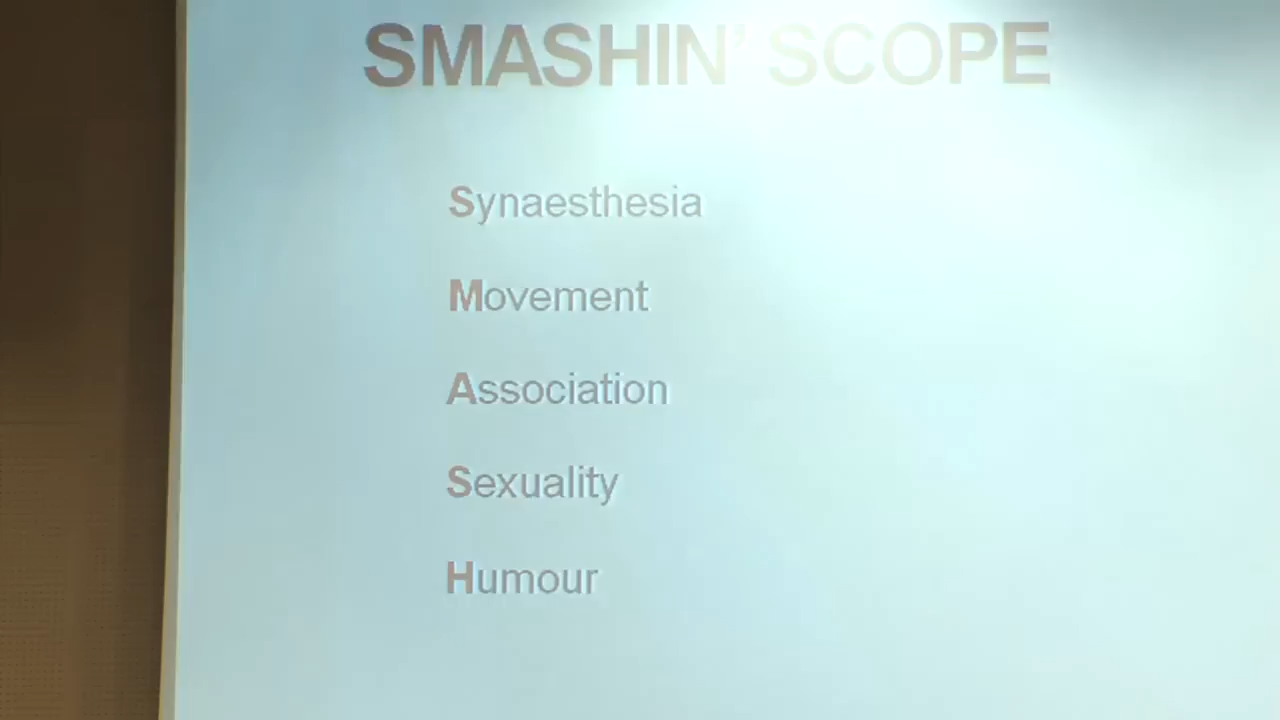 SMASHIN' SCOPE
Synaesthesia
Movement
Association
Sexuality
Humour